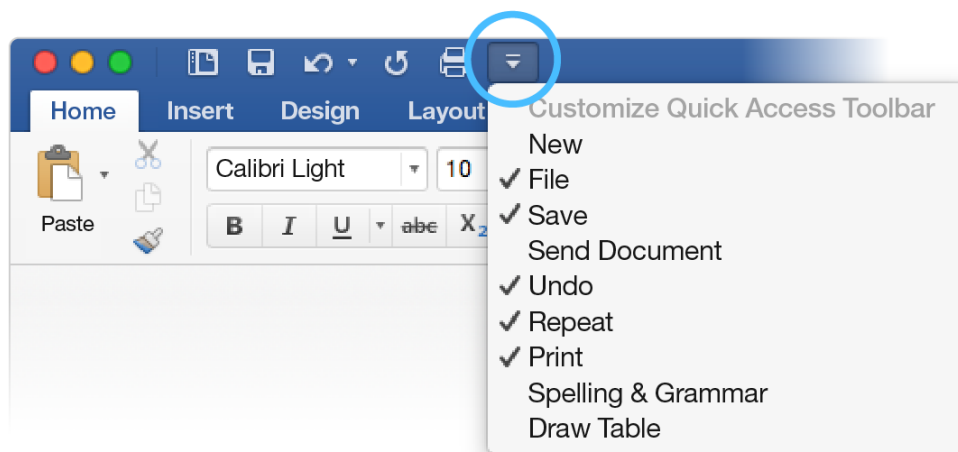 Home Insert Design Layout
Customize Quick Access Toolbar
New
File
Save
Send Document
Undo
Repeat
Print
Spelling & Grammar
Draw Table
Paste
Calibri Light 10
B I U abc X2